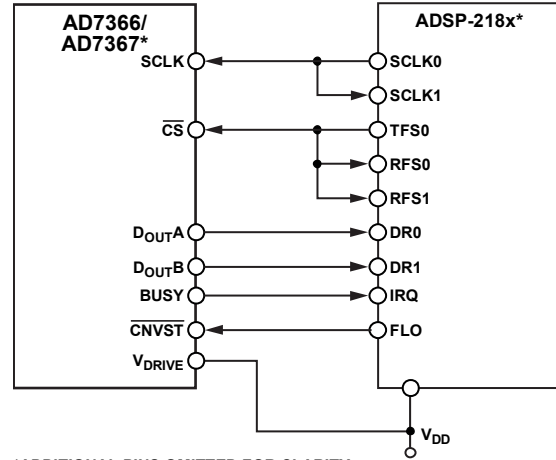 AD7366/
AD7367*
ADSP-218x*
SCLK
SCLK0
SCLK1
CS
TFS0
RFS0
RFS1
DOUTA
DR0
DOUTB
DR1
BUSY
IRQ
CNVST
FL0
VDRIVE
VDD